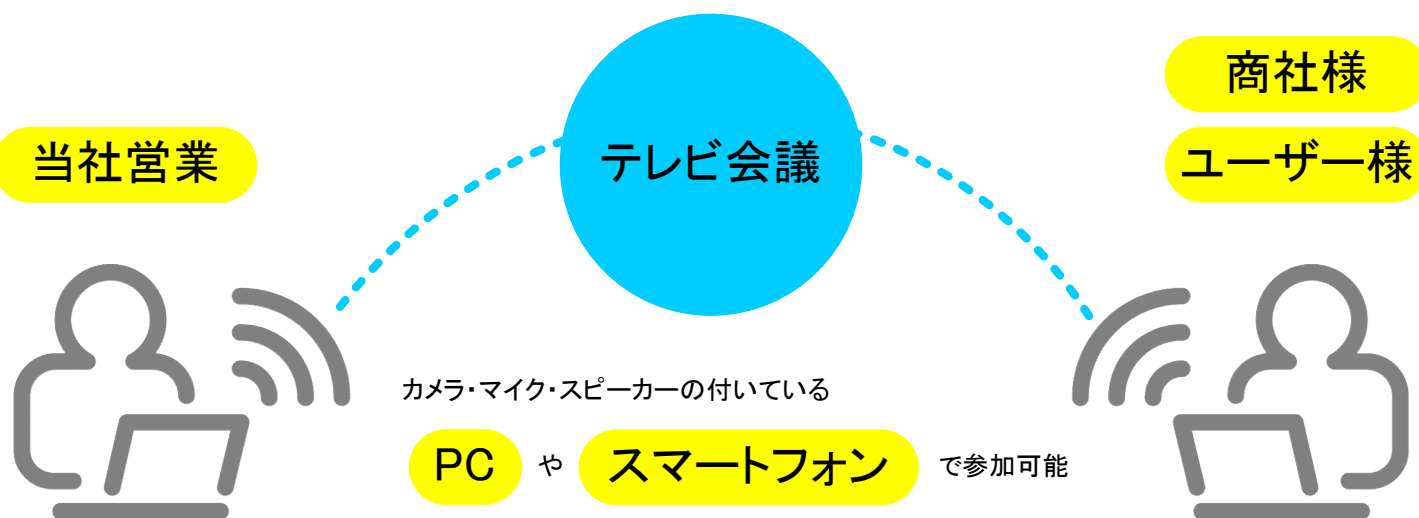 当社営業
テレビ会議
商社様
ユーザー様
カメラ・マイク・スピーカーの付いている
PC や スマートフォン で参加可能